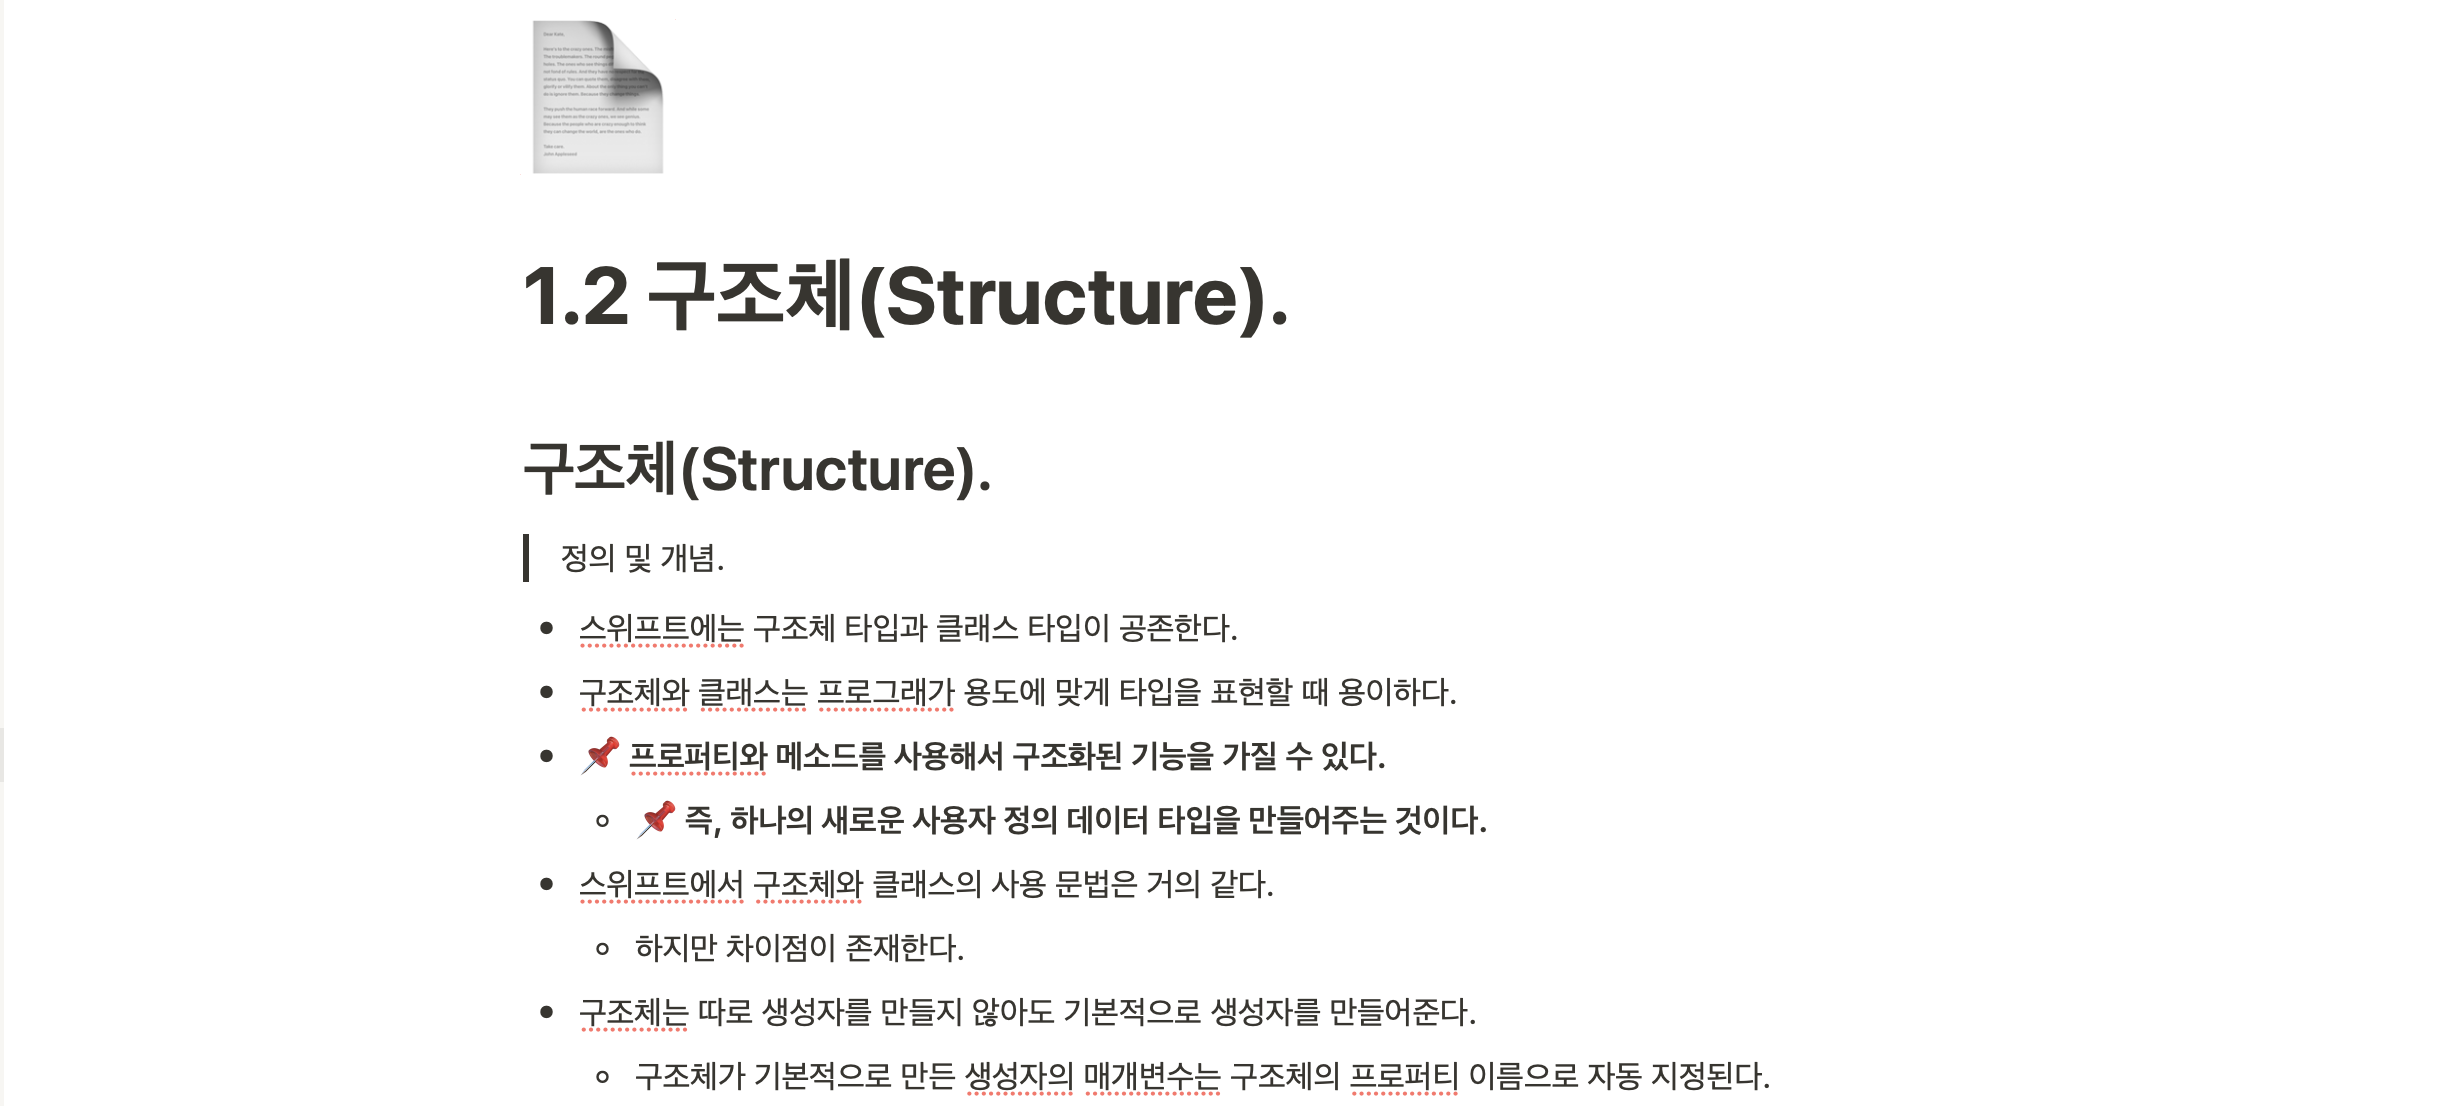 1.2 구조체(Structure).
구조체(Structure).
정의 및 개념.
스위프트에는 구조체 타입과 클래스 타입이 공존한다.
구조체와 클래스는 프로그래가 용도에 맞게 타입을 표현할 때 용이하다.
프로퍼티와 메소드를 사용해서 구조화된 기능을 가질 수 있다.
즉, 하나의 새로운 사용자 정의 데이터 타입을 만들어주는 것이다.
스위프트에서 구조체와 클래스의 사용 문법은 거의 같다.
하지만 차이점이 존재한다.
구조체는 따로 생성자를 만들지 않아도 기본적으로 생성자를 만들어준다.
구조체가 기본적으로 만든 생성자의 매개변수는 구조체의 프로퍼티 이름으로 자동 지정된다.